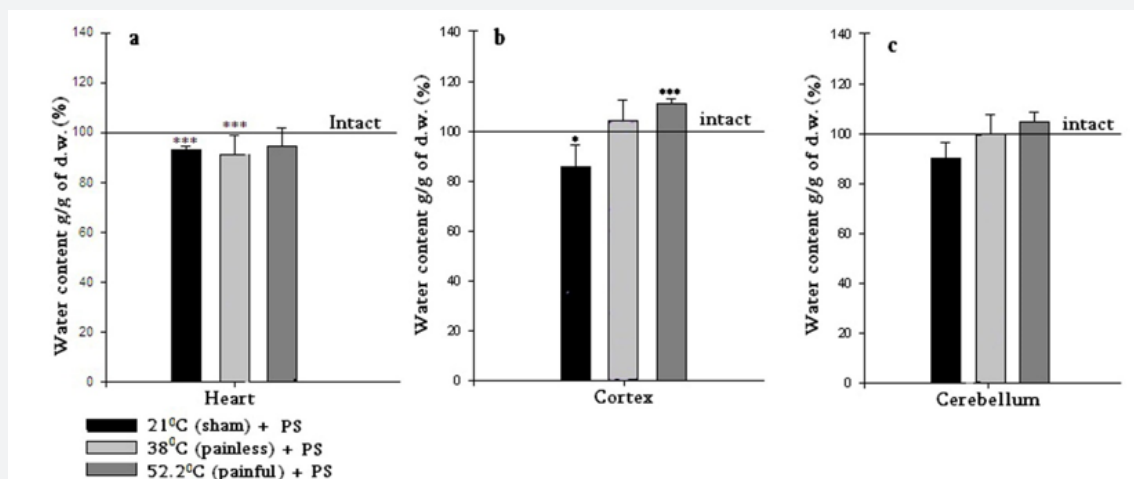 a
Water content g/g of d.w. (%)
140
120
100
80
60
40
20
0
***
***
Intact
Heart
b
Water content g/g of d.w. (%)
140
120
100
80
60
40
20
0
*
***
intact
Cortex
c
Water content g/g of d.w. (%)
140
120
100
80
60
40
20
0
intact
Cerebellum
21⁰C (sham) + PS
38⁰C (painless) + PS
52.2⁰C (painful) + PS